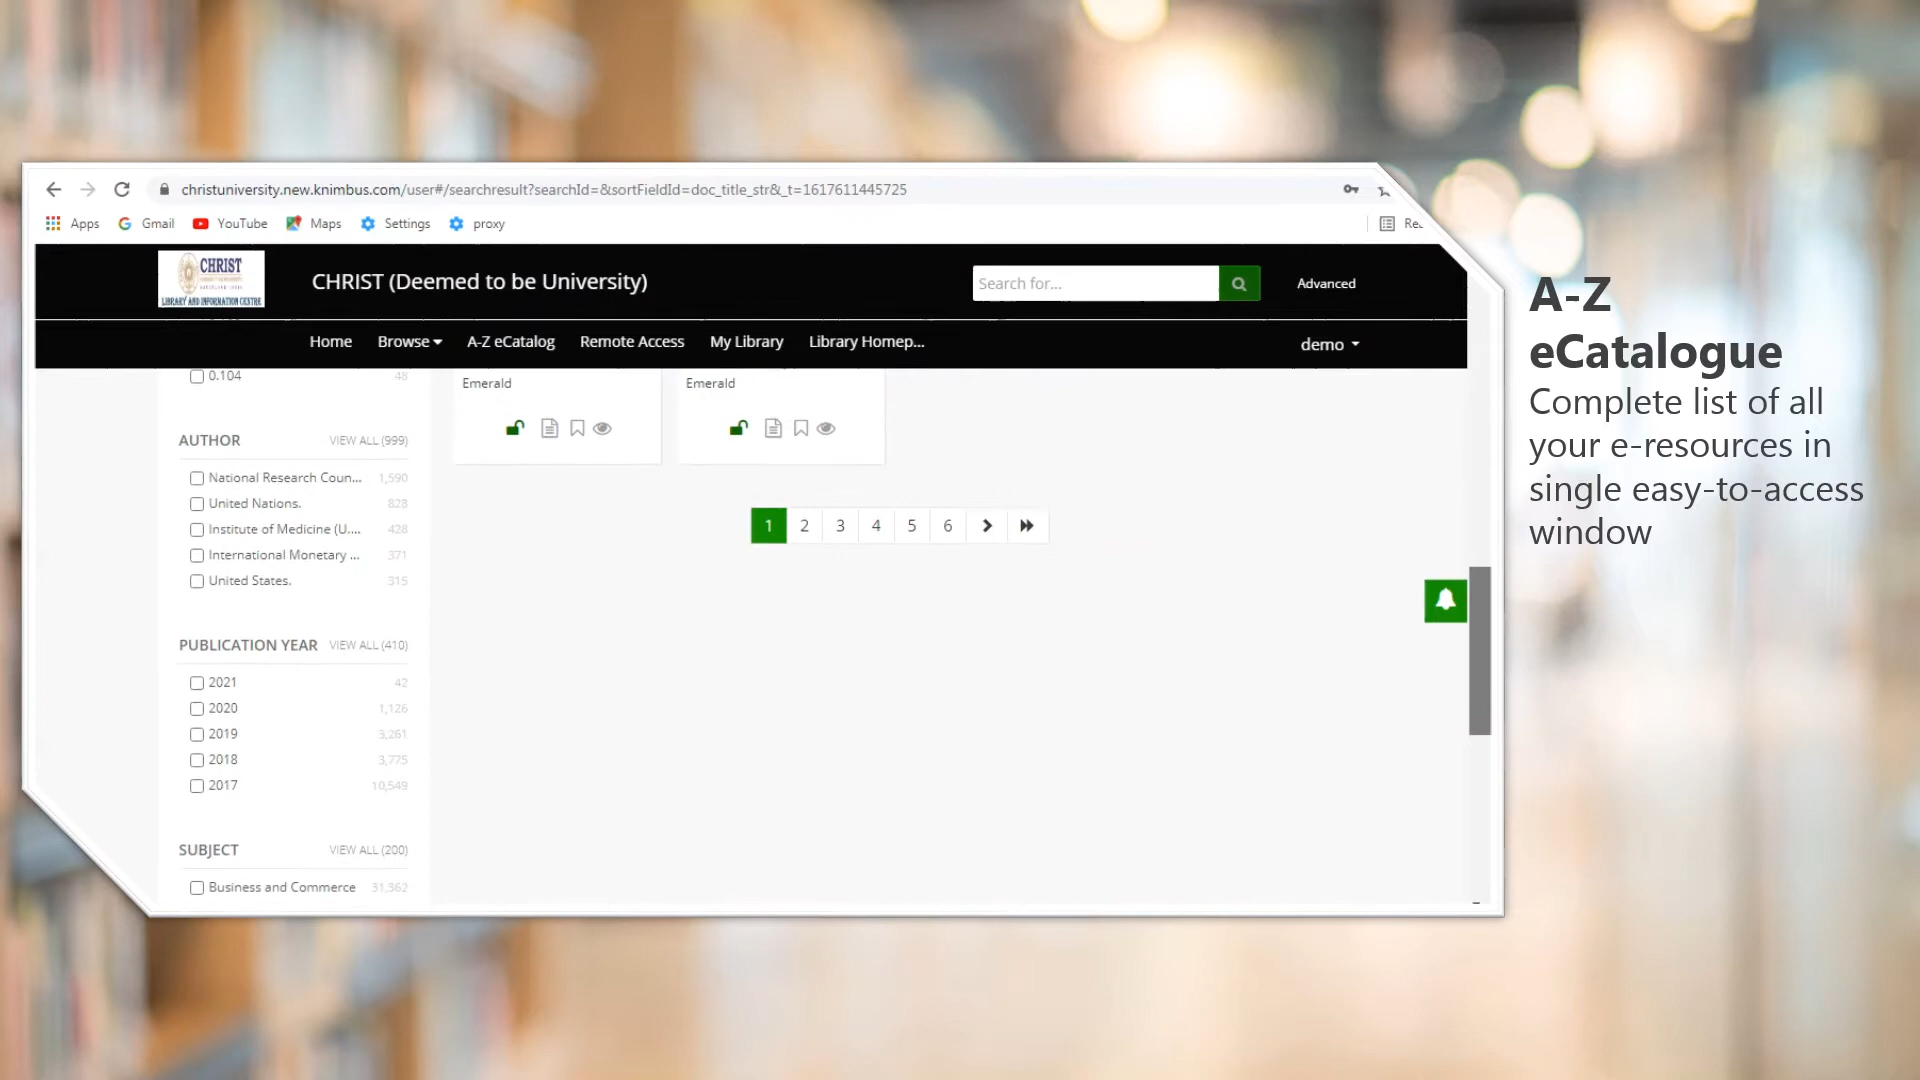 christuniversity.new.knimbus.com/user#/searchresult?searchId=&sortFieldId=doc_title_str&_t=1617611445725
Apps Gmail YouTube Maps Settings proxy
CHRIST
LIBRARY AND INFORMATION CENTRE
CHRIST (Deemed to be University)
Search for...
Advanced
Home Browse A-Z eCatalog Remote Access My Library Library Homep...
demo
0.104 48
Emerald Emerald
AUTHOR VIEW ALL (999)
National Research Coun... 1,590
United Nations. 828
Institute of Medicine (U.... 428
International Monetary ... 371
United States. 315
1 2 3 4 5 6
PUBLICATION YEAR VIEW ALL (410)
2021 42
2020 1,126
2019 3,261
2018 3,775
2017 10,549
SUBJECT VIEW ALL (200)
Business and Commerce 31,362
A-Z
eCatalogue
Complete list of all
your e-resources in
single easy-to-access
window